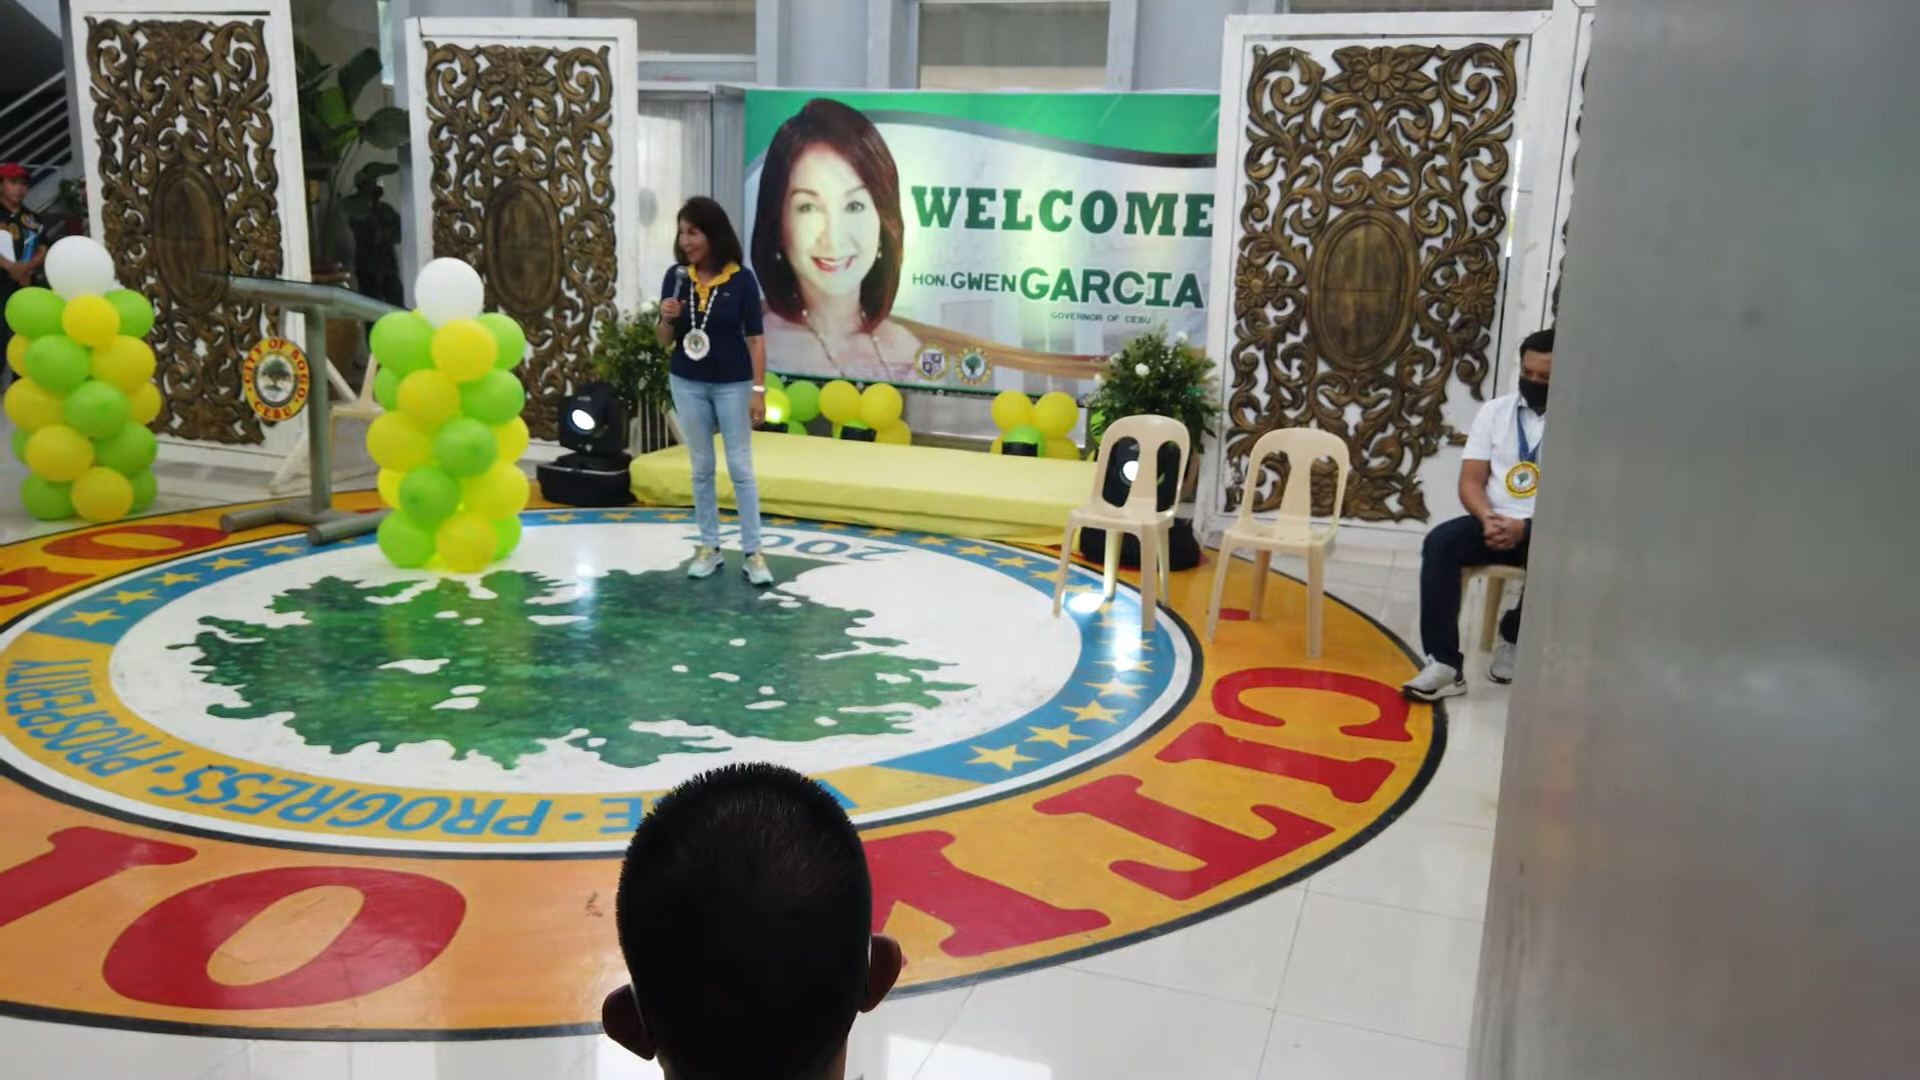 WELCOME
HON. GWEN GARCIA
GOVERNOR OF CEBU
CITY OF BOGO
CEBU
2007
PROGRESS • PROSPERITY
CITY